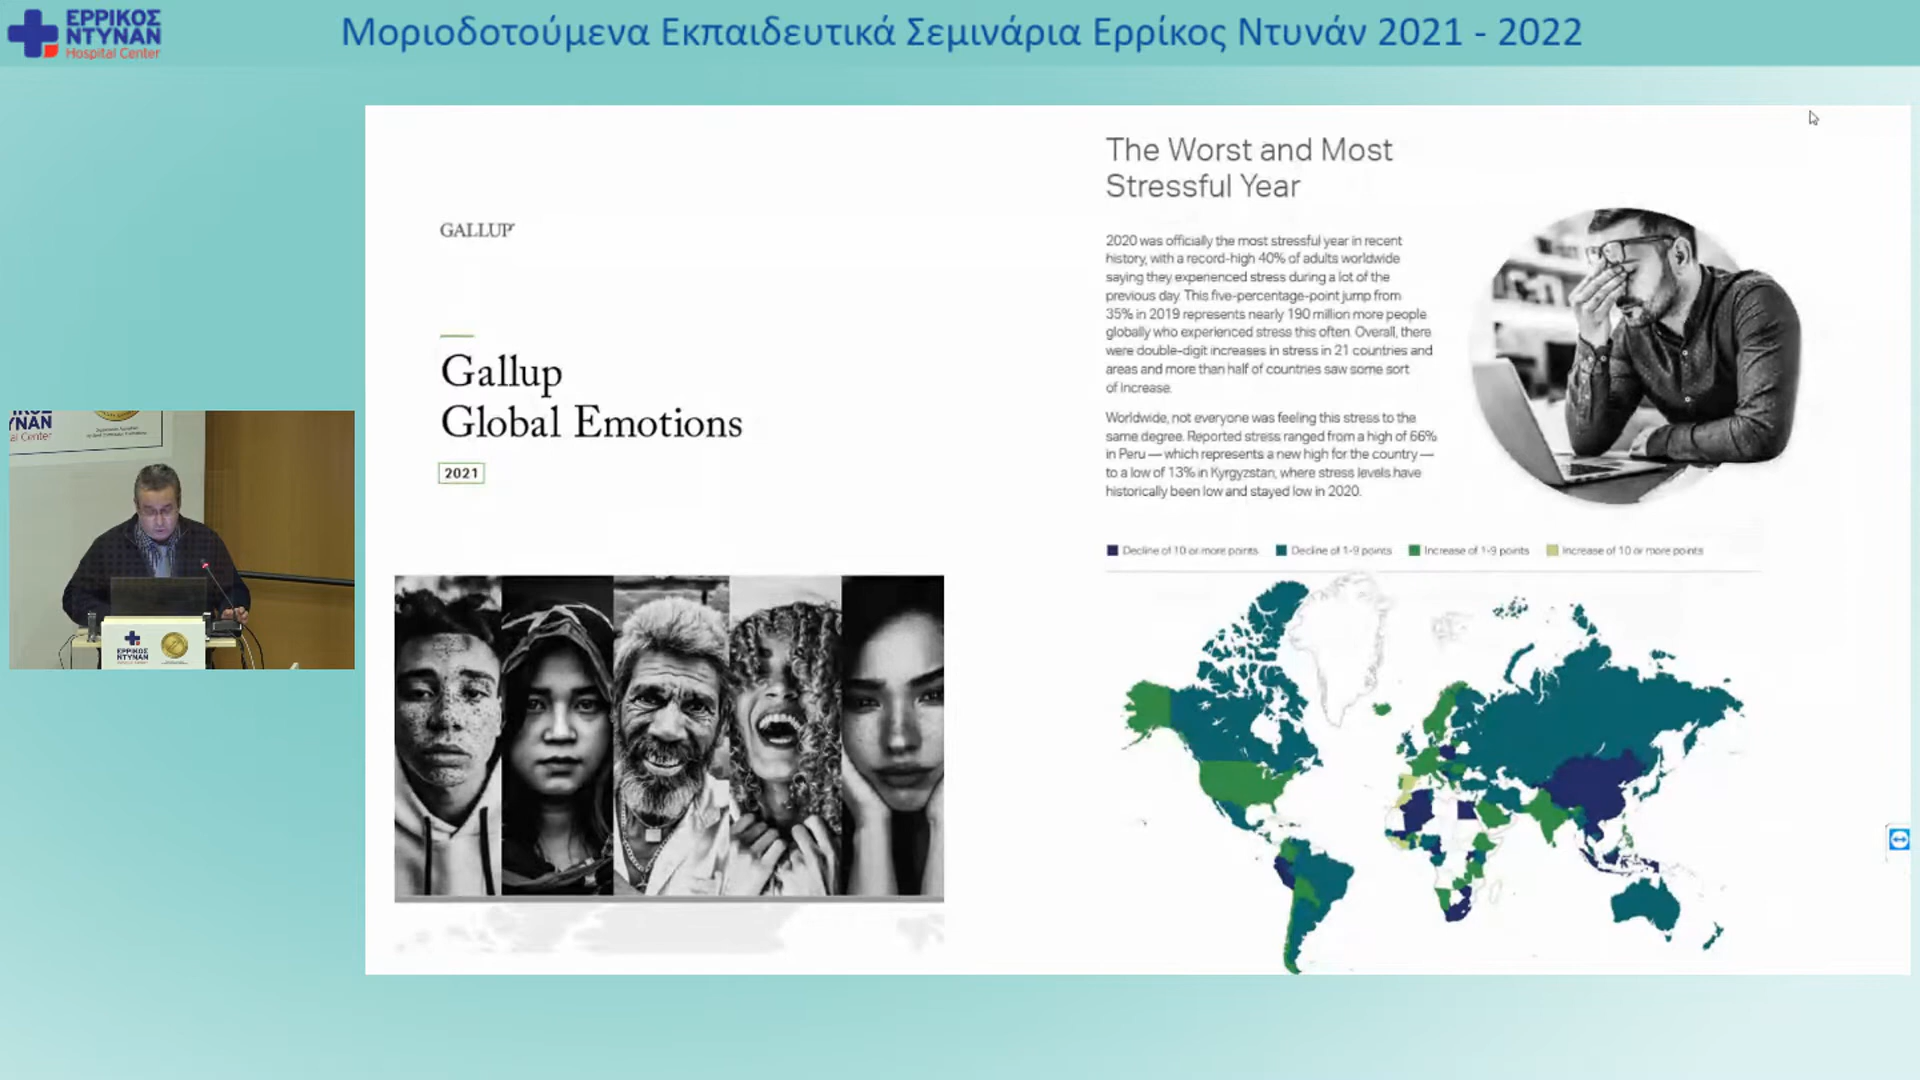 ΕΡΡΙΚΟΣ
ΝΤΥΝΑΝ
Hospital Center
Μοριοδοτούμενα Εκπαιδευτικά Σεμινάρια Ερρίκος Ντυνάν 2021 - 2022
GALLUP
Gallup
Global Emotions
2021
The Worst and Most
Stressful Year
2020 was officially the most stressful year in recent
history, with a record-high 40% of adults worldwide
saying they experienced stress during a lot of the
previous day. This five-percentage-point jump from
35% in 2019 represents nearly 190 million more people
globally who experienced stress this often. Overall, there
were double-digit increases in stress in 21 countries and
areas and more than half of countries saw some sort
of increase.
Worldwide, not everyone was feeling this stress to the
same degree. Reported stress ranged from a high of 66%
in Peru — which represents a new high for the country —
to a low of 13% in Kyrgyzstan, where stress levels have
historically been low and stayed low in 2020.
Decline of 10 or more points
Decline of 1-9 points
Increase of 1-9 points
Increase of 10 or more points
ΥΝΑΝ
al Center
ΕΡΡΙΚΟΣ
ΝΤΥΝΑΝ